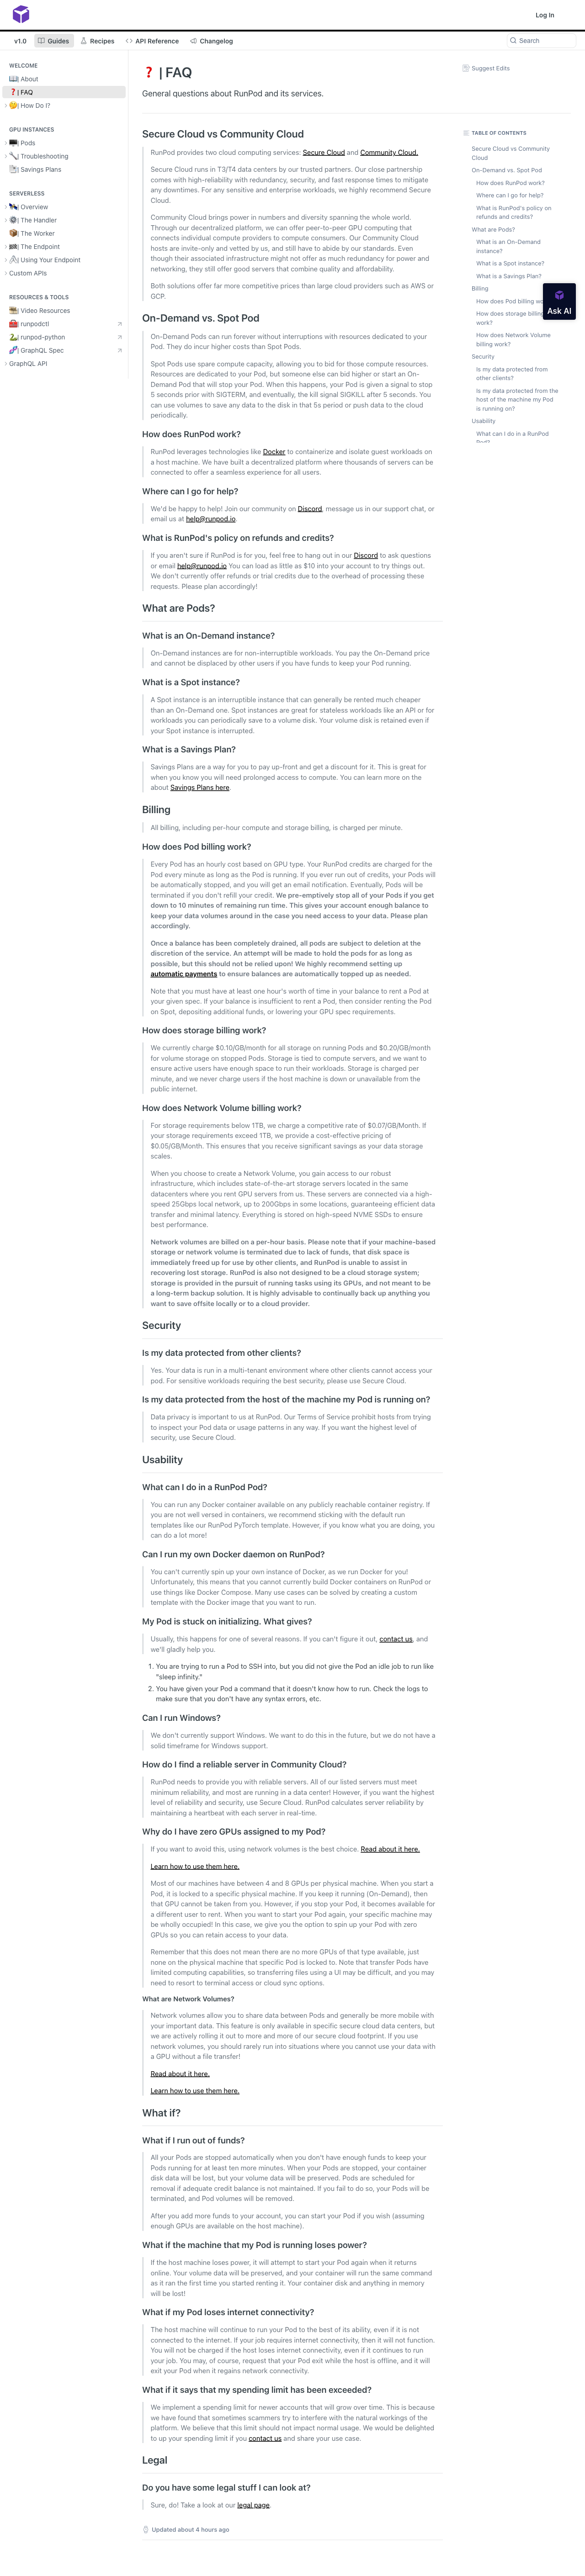 Log In
v1.0
Guides
Recipes
API Reference
Changelog
Search
WELCOME
| About
| FAQ
| How Do I?
GPU INSTANCES
| Pods
| Troubleshooting
| Savings Plans
SERVERLESS
| Overview
| The Handler
| The Worker
| The Endpoint
| Using Your Endpoint
Custom APIs
RESOURCES & TOOLS
| Video Resources
| runpodctl
| runpod-python
| GraphQL Spec
GraphQL API
❓ | FAQ
General questions about RunPod and its services.
Secure Cloud vs Community Cloud
RunPod provides two cloud computing services: Secure Cloud and Community Cloud.
Secure Cloud runs in T3/T4 data centers by our trusted partners. Our close partnership
comes with high-reliability with redundancy, security, and fast response times to mitigate
any downtimes. For any sensitive and enterprise workloads, we highly recommend Secure
Cloud.
Community Cloud brings power in numbers and diversity spanning the whole world.
Through our decentralized platform, we can offer peer-to-peer GPU computing that
connects individual compute providers to compute consumers. Our Community Cloud
hosts are invite-only and vetted by us, and still have to abide by our standards. Even
though their associated infrastructure might not offer as much redundancy for power and
networking, they still offer good servers that combine quality and affordability.
Both solutions offer far more competitive prices than large cloud providers such as AWS or
GCP.
On-Demand vs. Spot Pod
On-Demand Pods can run forever without interruptions with resources dedicated to your
Pod. They do incur higher costs than Spot Pods.
Spot Pods use spare compute capacity, allowing you to bid for those compute resources.
Resources are dedicated to your Pod, but someone else can bid higher or start an On-
Demand Pod that will stop your Pod. When this happens, your Pod is given a signal to stop
5 seconds prior with SIGTERM, and eventually, the kill signal SIGKILL after 5 seconds. You
can use volumes to save any data to the disk in that 5s period or push data to the cloud
periodically.
How does RunPod work?
RunPod leverages technologies like Docker to containerize and isolate guest workloads on
a host machine. We have built a decentralized platform where thousands of servers can be
connected to offer a seamless experience for all users.
Where can I go for help?
We'd be happy to help! Join our community on Discord, message us in our support chat, or
email us at help@runpod.io.
What is RunPod's policy on refunds and credits?
If you aren't sure if RunPod is for you, feel free to hang out in our Discord to ask questions
or email help@runpod.io You can load as little as $10 into your account to try things out.
We don't currently offer refunds or trial credits due to the overhead of processing these
requests. Please plan accordingly!
What are Pods?
What is an On-Demand instance?
On-Demand instances are for non-interruptible workloads. You pay the On-Demand price
and cannot be displaced by other users if you have funds to keep your Pod running.
What is a Spot instance?
A Spot instance is an interruptible instance that can generally be rented much cheaper
than an On-Demand one. Spot instances are great for stateless workloads like an API or for
workloads you can periodically save to a volume disk. Your volume disk is retained even if
your Spot instance is interrupted.
What is a Savings Plan?
Savings Plans are a way for you to pay up-front and get a discount for it. This is great for
when you know you will need prolonged access to compute. You can learn more on the
about Savings Plans here.
Billing
All billing, including per-hour compute and storage billing, is charged per minute.
How does Pod billing work?
Every Pod has an hourly cost based on GPU type. Your RunPod credits are charged for the
Pod every minute as long as the Pod is running. If you ever run out of credits, your Pods will
be automatically stopped, and you will get an email notification. Eventually, Pods will be
terminated if you don't refill your credit. We pre-emptively stop all of your Pods if you get
down to 10 minutes of remaining run time. This gives your account enough balance to
keep your data volumes around in the case you need access to your data. Please plan
accordingly.
Once a balance has been completely drained, all pods are subject to deletion at the
discretion of the service. An attempt will be made to hold the pods for as long as
possible, but this should not be relied upon! We highly recommend setting up
automatic payments to ensure balances are automatically topped up as needed.
Note that you must have at least one hour's worth of time in your balance to rent a Pod at
your given spec. If your balance is insufficient to rent a Pod, then consider renting the Pod
on Spot, depositing additional funds, or lowering your GPU spec requirements.
How does storage billing work?
We currently charge $0.10/GB/month for all storage on running Pods and $0.20/GB/month
for volume storage on stopped Pods. Storage is tied to compute servers, and we want to
ensure active users have enough space to run their workloads. Storage is charged per
minute, and we never charge users if the host machine is down or unavailable from the
public internet.
How does Network Volume billing work?
For storage requirements below 1TB, we charge a competitive rate of $0.07/GB/Month. If
your storage requirements exceed 1TB, we provide a cost-effective pricing of
$0.05/GB/Month. This ensures that you receive significant savings as your data storage
scales.
When you choose to create a Network Volume, you gain access to our robust
infrastructure, which includes state-of-the-art storage servers located in the same
datacenters where you rent GPU servers from us. These servers are connected via a high-
speed 25Gbps local network, up to 200Gbps in some locations, guaranteeing efficient data
transfer and minimal latency. Everything is stored on high-speed NVME SSDs to ensure
best performance.
Network volumes are billed on a per-hour basis. Please note that if your machine-based
storage or network volume is terminated due to lack of funds, that disk space is
immediately freed up for use by other clients, and RunPod is unable to assist in
recovering lost storage. RunPod is also not designed to be a cloud storage system;
storage is provided in the pursuit of running tasks using its GPUs, and not meant to be
a long-term backup solution. It is highly advisable to continually back up anything you
want to save offsite locally or to a cloud provider.
Security
Is my data protected from other clients?
Yes. Your data is run in a multi-tenant environment where other clients cannot access your
pod. For sensitive workloads requiring the best security, please use Secure Cloud.
Is my data protected from the host of the machine my Pod is running on?
Data privacy is important to us at RunPod. Our Terms of Service prohibit hosts from trying
to inspect your Pod data or usage patterns in any way. If you want the highest level of
security, use Secure Cloud.
Usability
What can I do in a RunPod Pod?
You can run any Docker container available on any publicly reachable container registry. If
you are not well versed in containers, we recommend sticking with the default run
templates like our RunPod PyTorch template. However, if you know what you are doing, you
can do a lot more!
Can I run my own Docker daemon on RunPod?
You can't currently spin up your own instance of Docker, as we run Docker for you!
Unfortunately, this means that you cannot currently build Docker containers on RunPod or
use things like Docker Compose. Many use cases can be solved by creating a custom
template with the Docker image that you want to run.
My Pod is stuck on initializing. What gives?
Usually, this happens for one of several reasons. If you can't figure it out, contact us, and
we'll gladly help you.
1. You are trying to run a Pod to SSH into, but you did not give the Pod an idle job to run like
"sleep infinity."
2. You have given your Pod a command that it doesn't know how to run. Check the logs to
make sure that you don't have any syntax errors, etc.
Can I run Windows?
We don't currently support Windows. We want to do this in the future, but we do not have a
solid timeframe for Windows support.
How do I find a reliable server in Community Cloud?
RunPod needs to provide you with reliable servers. All of our listed servers must meet
minimum reliability, and most are running in a data center! However, if you want the highest
level of reliability and security, use Secure Cloud. RunPod calculates server reliability by
maintaining a heartbeat with each server in real-time.
Why do I have zero GPUs assigned to my Pod?
If you want to avoid this, using network volumes is the best choice. Read about it here.
Learn how to use them here.
Most of our machines have between 4 and 8 GPUs per physical machine. When you start a
Pod, it is locked to a specific physical machine. If you keep it running (On-Demand), then
that GPU cannot be taken from you. However, if you stop your Pod, it becomes available for
a different user to rent. When you want to start your Pod again, your specific machine may
be wholly occupied! In this case, we give you the option to spin up your Pod with zero
GPUs so you can retain access to your data.
Remember that this does not mean there are no more GPUs of that type available, just
none on the physical machine that specific Pod is locked to. Note that transfer Pods have
limited computing capabilities, so transferring files using a UI may be difficult, and you may
need to resort to terminal access or cloud sync options.
What are Network Volumes?
Network volumes allow you to share data between Pods and generally be more mobile with
your important data. This feature is only available in specific secure cloud data centers, but
we are actively rolling it out to more and more of our secure cloud footprint. If you use
network volumes, you should rarely run into situations where you cannot use your data with
a GPU without a file transfer!
Read about it here.
Learn how to use them here.
What if?
What if I run out of funds?
All your Pods are stopped automatically when you don't have enough funds to keep your
Pods running for at least ten more minutes. When your Pods are stopped, your container
disk data will be lost, but your volume data will be preserved. Pods are scheduled for
removal if adequate credit balance is not maintained. If you fail to do so, your Pods will be
terminated, and Pod volumes will be removed.
After you add more funds to your account, you can start your Pod if you wish (assuming
enough GPUs are available on the host machine).
What if the machine that my Pod is running loses power?
If the host machine loses power, it will attempt to start your Pod again when it returns
online. Your volume data will be preserved, and your container will run the same command
as it ran the first time you started renting it. Your container disk and anything in memory
will be lost!
What if my Pod loses internet connectivity?
The host machine will continue to run your Pod to the best of its ability, even if it is not
connected to the internet. If your job requires internet connectivity, then it will not function.
You will not be charged if the host loses internet connectivity, even if it continues to run
your job. You may, of course, request that your Pod exit while the host is offline, and it will
exit your Pod when it regains network connectivity.
What if it says that my spending limit has been exceeded?
We implement a spending limit for newer accounts that will grow over time. This is because
we have found that sometimes scammers try to interfere with the natural workings of the
platform. We believe that this limit should not impact normal usage. We would be delighted
to up your spending limit if you contact us and share your use case.
Legal
Do you have some legal stuff I can look at?
Sure, do! Take a look at our legal page.
Updated about 4 hours ago
Suggest Edits
TABLE OF CONTENTS
Secure Cloud vs Community
Cloud
On-Demand vs. Spot Pod
How does RunPod work?
Where can I go for help?
What is RunPod's policy on
refunds and credits?
What are Pods?
What is an On-Demand
instance?
What is a Spot instance?
What is a Savings Plan?
Billing
How does Pod billing
How does storage billing
work?
How does Network Volume
billing work?
Security
Is my data protected from
other clients?
Is my data protected from the
host of the machine my Pod
is running on?
Usability
What can I do in a RunPod
Pod?
Ask AI